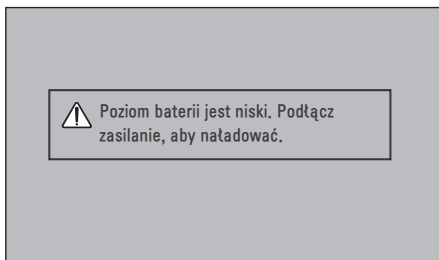 Poziom baterii jest niski. Podłącz
zasilanie, aby naładować.